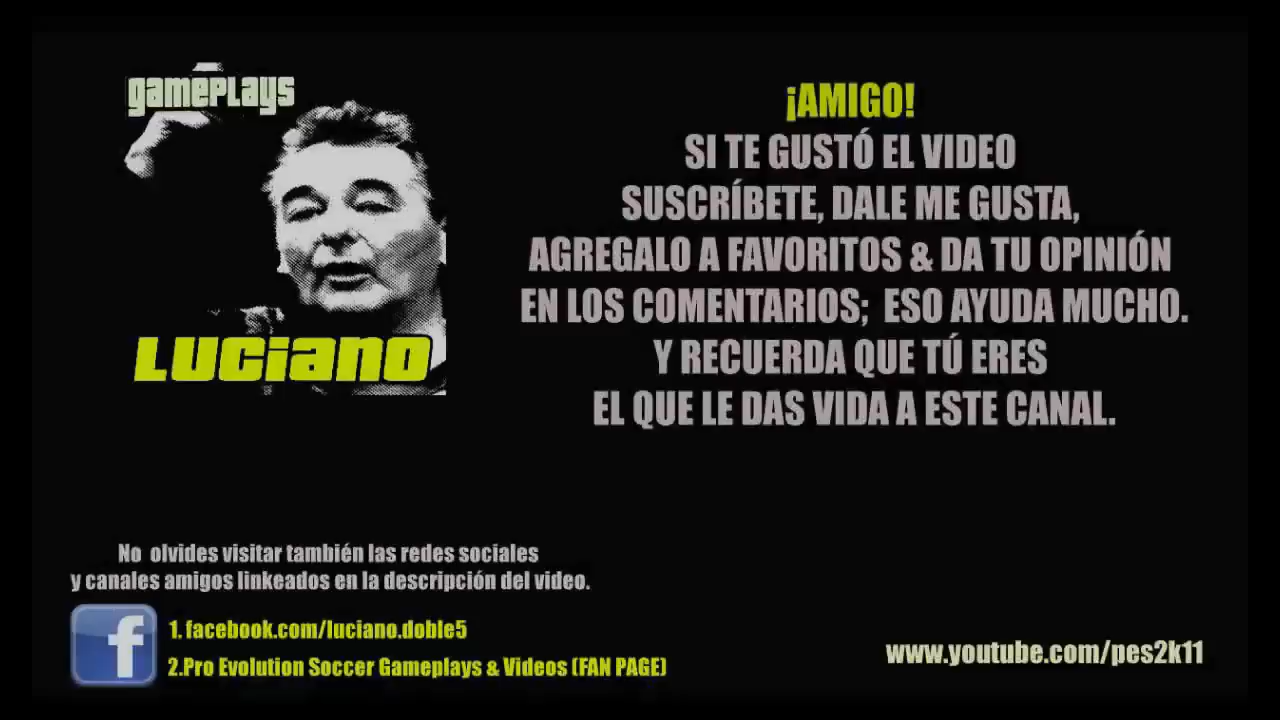 gamePLays
LUCiano
¡AMIGO!
SI TE GUSTÓ EL VIDEO
SUSCRÍBETE, DALE ME GUSTA,
AGREGALO A FAVORITOS & DA TU OPINIÓN
EN LOS COMENTARIOS; ESO AYUDA MUCHO.
Y RECUERDA QUE TÚ ERES
EL QUE LE DAS VIDA A ESTE CANAL.
No olvides visitar también las redes sociales
y canales amigos linkeados en la descripción del video.
f
1. facebook.com/luciano.doble5
2.Pro Evolution Soccer Gameplays & Videos (FAN PAGE)
www.youtube.com/pes2k11